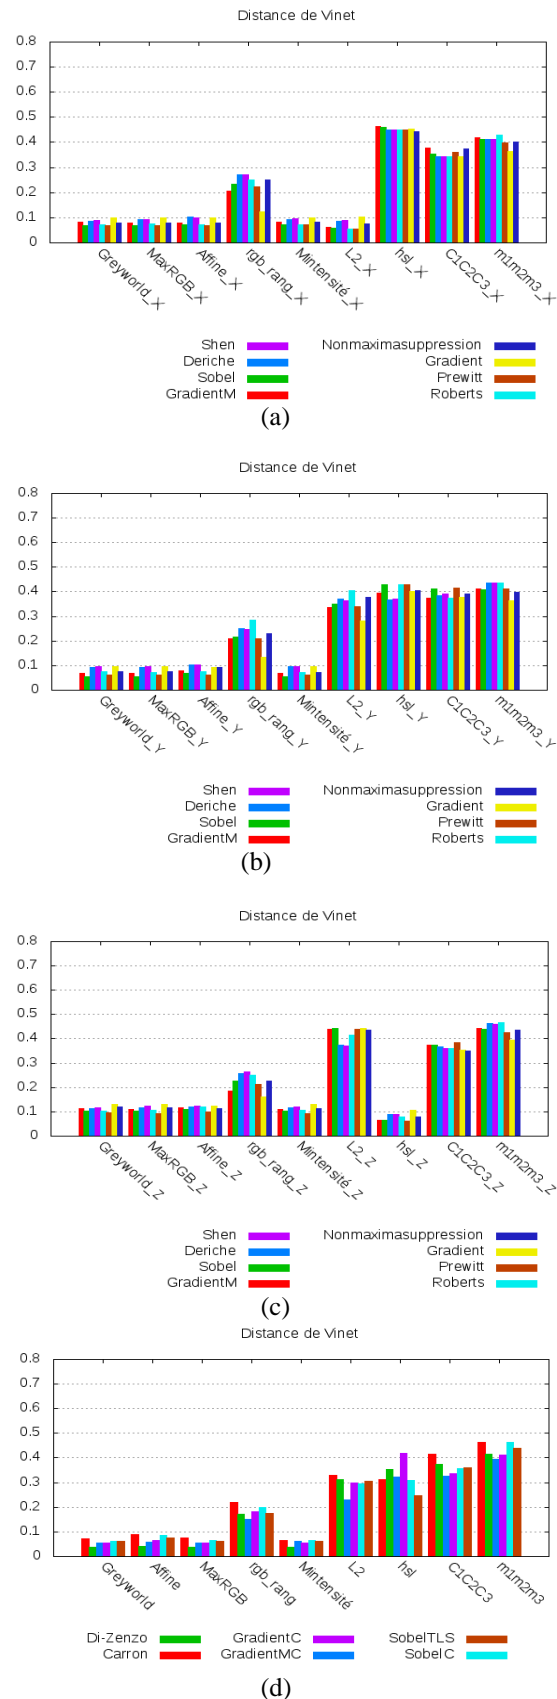 Distance de Vinet
0.8
0.7
0.6
0.5
0.4
0.3
0.2
0.1
0
Greyworld_X
MaxRGB_X
Affine_X
rgb_rang_X
Mintensité_X
L2_X
hsl_X
C1C2C3_X
m1m2m3_X
Shen Nonmaximasuppression
Deriche Gradient
Sobel Prewitt
GradientM Roberts
(a)
Distance de Vinet
0.8
0.7
0.6
0.5
0.4
0.3
0.2
0.1
0
Greyworld_Y
MaxRGB_Y
Affine_Y
rgb_rang_Y
Mintensité_Y
L2_Y
hsl_Y
C1C2C3_Y
m1m2m3_Y
Shen Nonmaximasuppression
Deriche Gradient
Sobel Prewitt
GradientM Roberts
(b)
Distance de Vinet
0.8
0.7
0.6
0.5
0.4
0.3
0.2
0.1
0
Greyworld_Z
MaxRGB_Z
Affine_Z
rgb_rang_Z
Mintensité_Z
L2_Z
hsl_Z
C1C2C3_Z
m1m2m3_Z
Shen Nonmaximasuppression
Deriche Gradient
Sobel Prewitt
GradientM Roberts
(c)
Distance de Vinet
0.8
0.7
0.6
0.5
0.4
0.3
0.2
0.1
0
Greyworld
Affine
MaxRGB
rgb_rang
Mintensité
L2
hsl
C1C2C3
m1m2m3
Di-Zenzo GradientC SobelTLS
Carron GradientMC SobelC
(d)